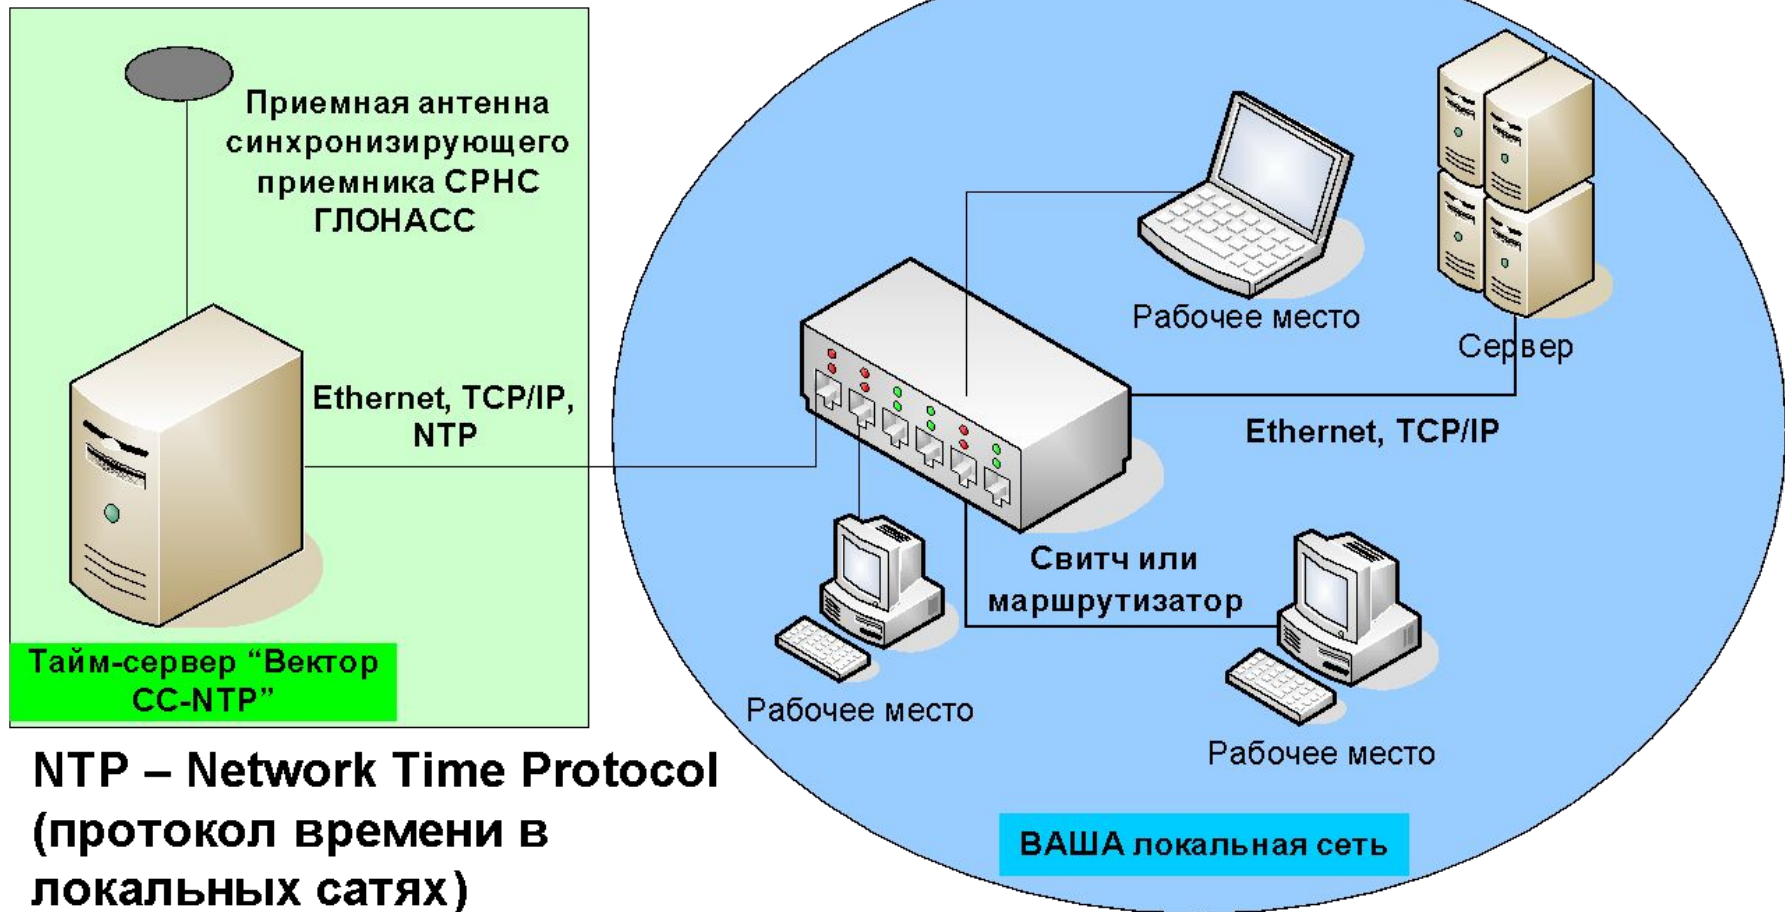 Приемная антенна
синхронизирующего
приемника СРНС
ГЛОНАСС
Ethernet, TCP/IP,
NTP
Тайм-сервер “Вектор
СС-NTP”
NTP – Network Time Protocol
(протокол времени в
локальных сатях)
Рабочее место
Сервер
Ethernet, TCP/IP
Свитч или
маршрутизатор
Рабочее место
Рабочее место
ВАША локальная сеть